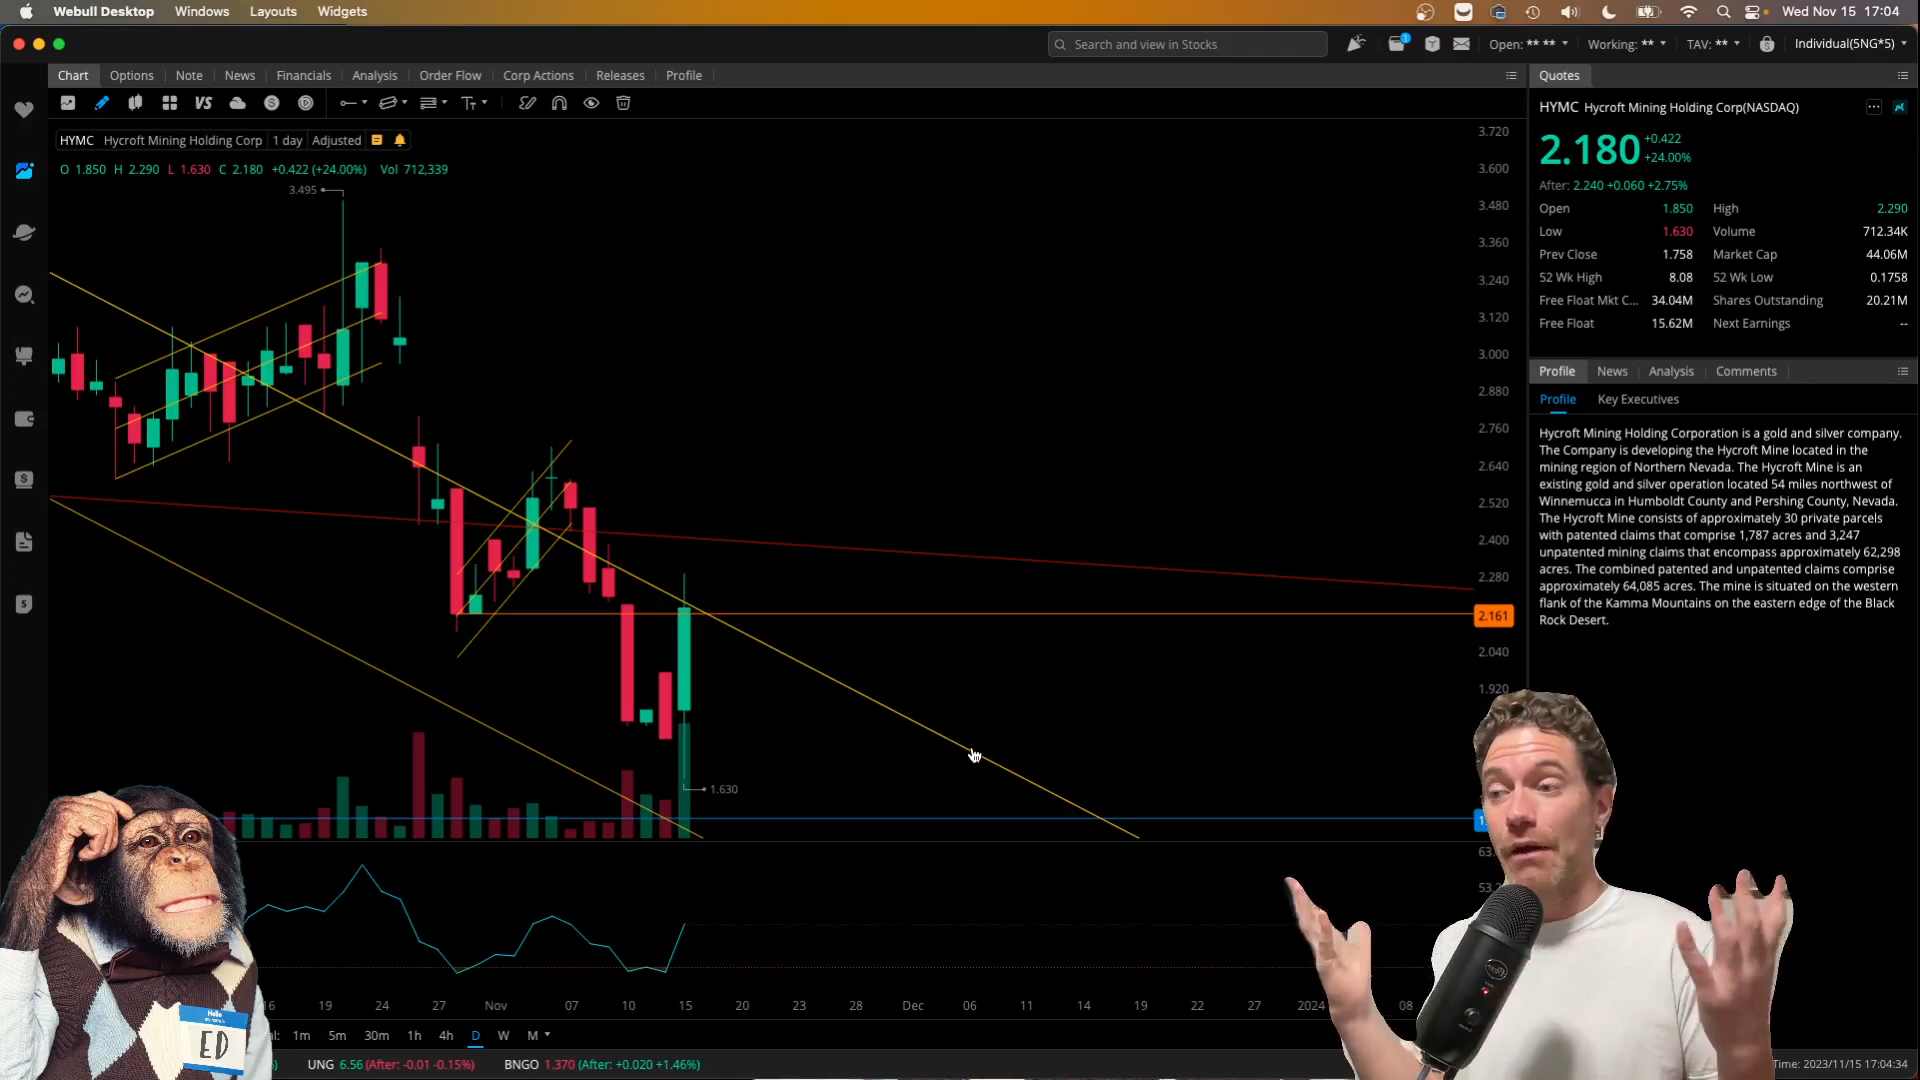 Webull Desktop Windows Layouts Widgets
Wed Nov 15 17:04
Search and view in Stocks
1
Open: ** ** Working: ** TAV: ** Individual(5NG*5)
Chart Options Note News Financials Analysis Order Flow Corp Actions Releases Profile
VS
HYMC Hycroft Mining Holding Corp 1 day Adjusted
O 1.850 H 2.290 L 1.630 C 2.180 +0.422 (+24.00%) Vol 712,339
3.495
1.630
3.720
3.600
3.480
3.360
3.240
3.120
3.000
2.880
2.760
2.640
2.520
2.400
2.280
2.161
2.040
1.920
63.
53.
16 19 24 27 Nov 07 10 15 20 23 28 Dec 06 11 14 19 22 27 2024 08
1m 5m 30m 1h 4h D W M
UNG 6.56 (After: -0.01 -0.15%) BNGO 1.370 (After: +0.020 +1.46%)
Time: 2023/11/15 17:04:34
Quotes
HYMC Hycroft Mining Holding Corp(NASDAQ)
2.180 +0.422
+24.00%
After: 2.240 +0.060 +2.75%
Open 1.850 High 2.290
Low 1.630 Volume 712.34K
Prev Close 1.758 Market Cap 44.06M
52 Wk High 8.08 52 Wk Low 0.1758
Free Float Mkt C... 34.04M Shares Outstanding 20.21M
Free Float 15.62M Next Earnings --
Profile News Analysis Comments
Profile Key Executives
Hycroft Mining Holding Corporation is a gold and silver company.
The Company is developing the Hycroft Mine located in the
mining region of Northern Nevada. The Hycroft Mine is an
existing gold and silver operation located 54 miles northwest of
Winnemucca in Humboldt County and Pershing County, Nevada.
The Hycroft Mine consists of approximately 30 private parcels
with patented claims that comprise 1,787 acres and 3,247
unpatented mining claims that encompass approximately 62,298
acres. The combined patented and unpatented claims comprise
approximately 64,085 acres. The mine is situated on the western
flank of the Kamma Mountains on the eastern edge of the Black
Rock Desert.
Hello
ED